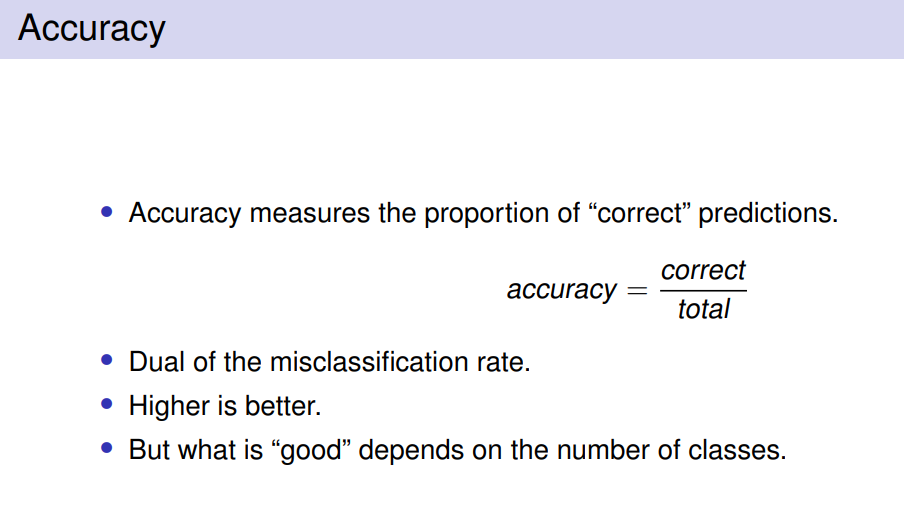 Accuracy
• Accuracy measures the proportion of “correct” predictions.
accuracy = correct / total
• Dual of the misclassification rate.
• Higher is better.
• But what is “good” depends on the number of classes.